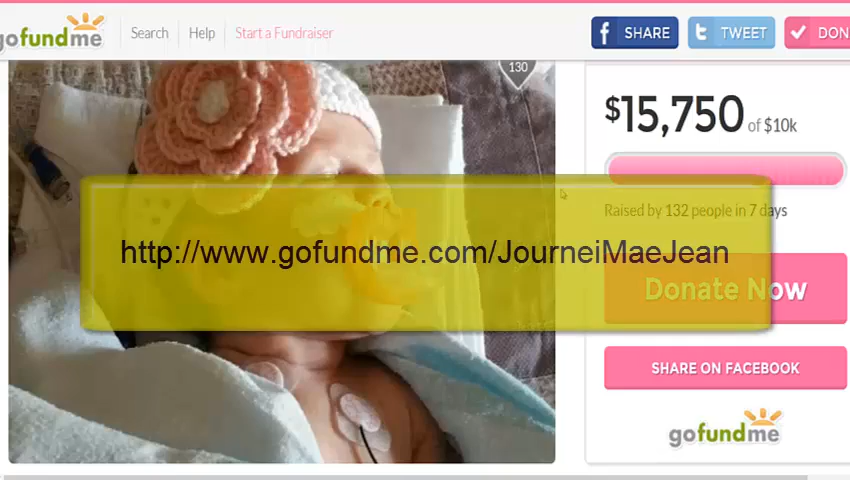 gofundme
Search
Help
Start a Fundraiser
SHARE
TWEET
DON
130
$15,750 of $10k
Raised by 132 people in 7 days
http://www.gofundme.com/JourneiMaeJean
Donate Now
SHARE ON FACEBOOK
gofundme